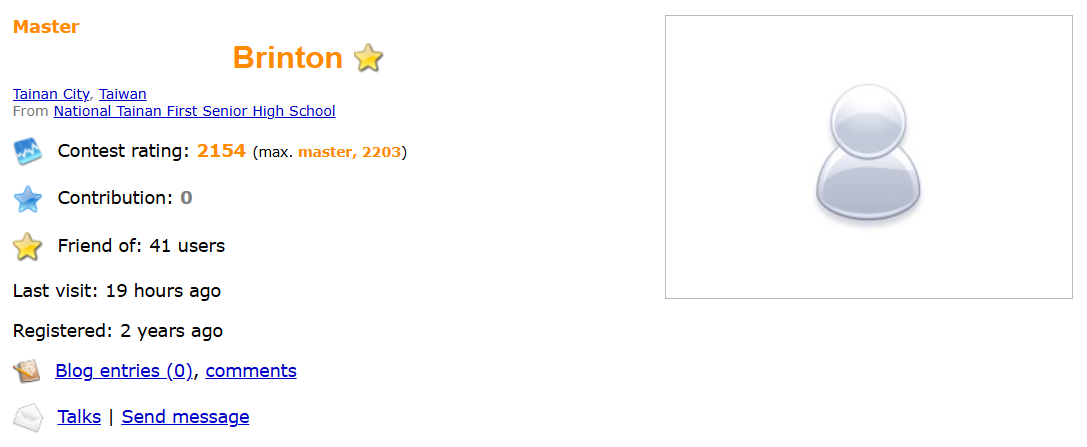 Master
Brinton
Tainan City, Taiwan
From National Tainan First Senior High School
Contest rating: 2154 (max. master, 2203)
Contribution: 0
Friend of: 41 users
Last visit: 19 hours ago
Registered: 2 years ago
Blog entries (0), comments
Talks | Send message